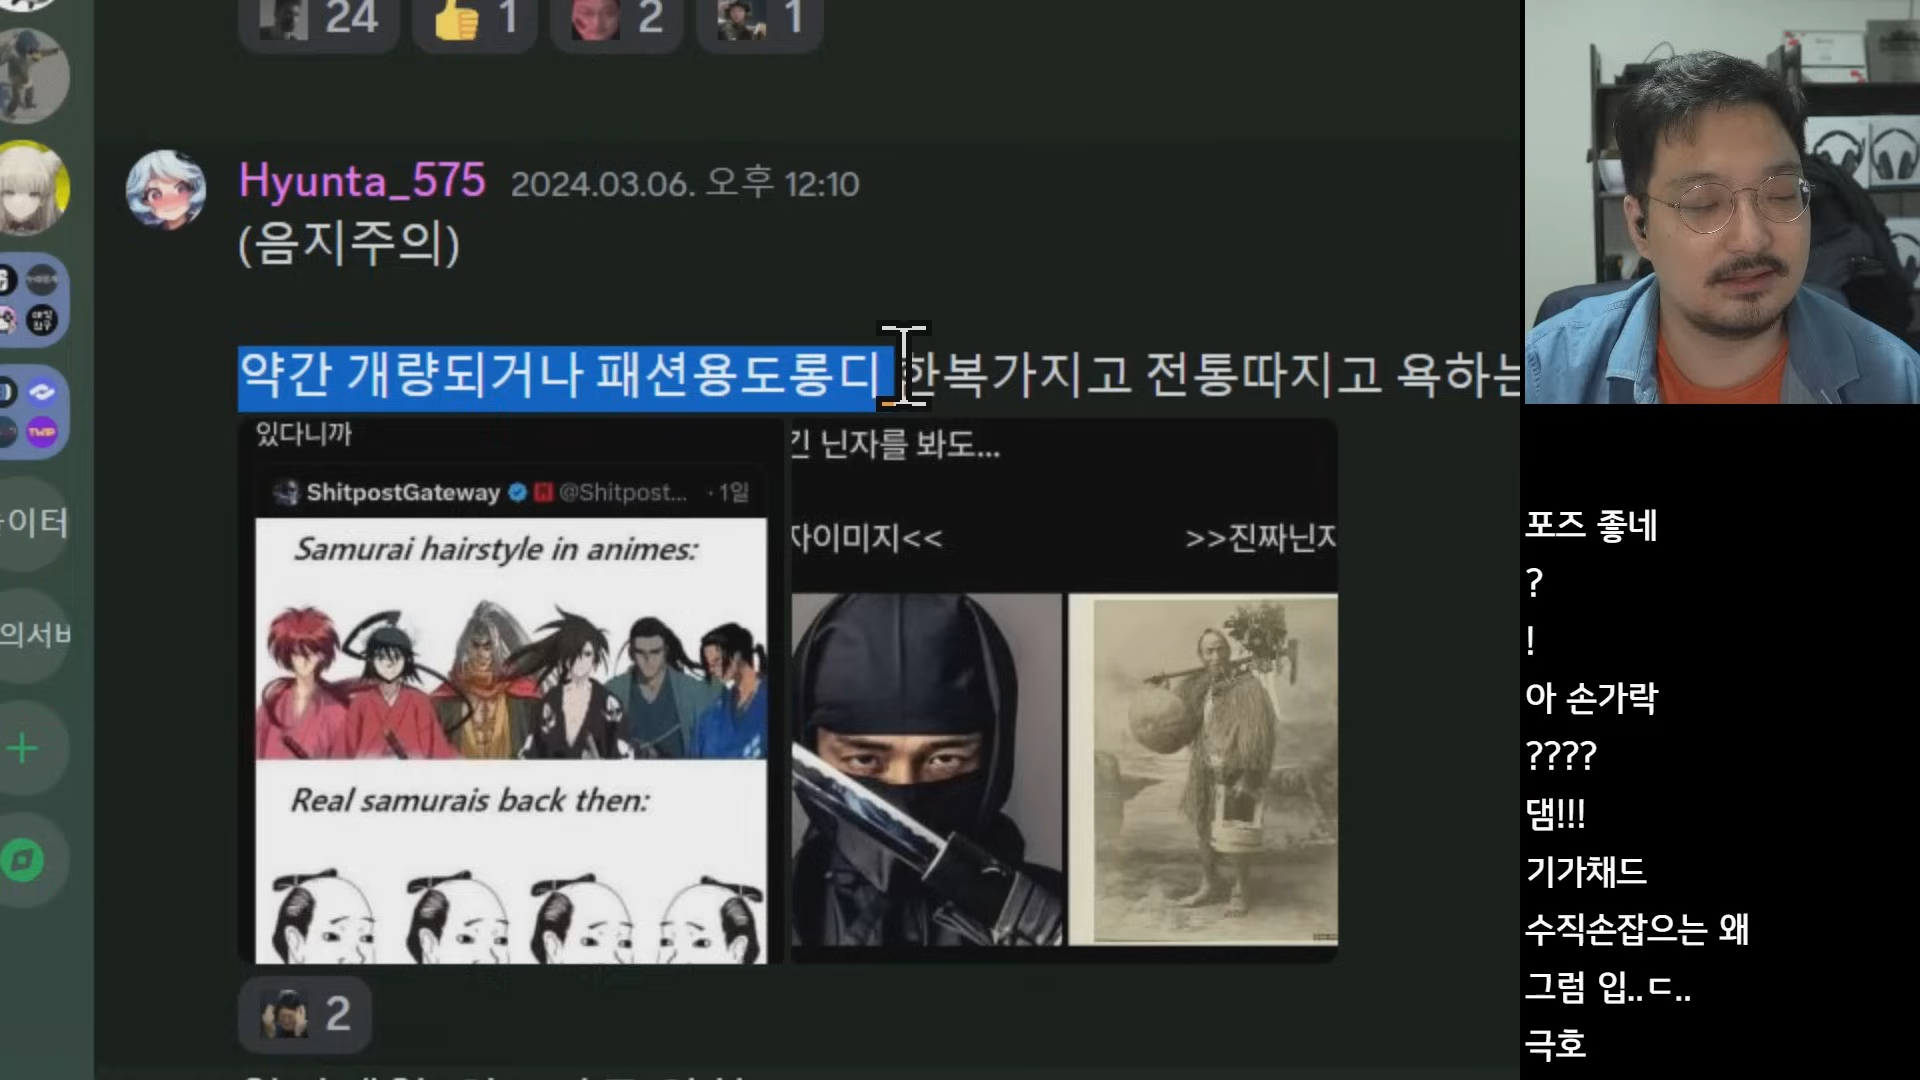 24
1
2
1
Hyunta_575 2024.03.06. 오후 12:10
(음지주의)
약간 개량되거나 패션용도롱디 한복가지고 전통따지고 욕하는
있다니까
ShitpostGateway @Shitpost... · 1일
Samurai hairstyle in animes:
Real samurais back then:
긴 닌자를 봐도...
자이미지<<
>>진짜닌자
2
이터
의서버
TWIP
포즈 좋네
?
!
아 손가락
????
댐!!!
기가채드
수직손잡으는 왜
그럼 입..ㄷ..
극호